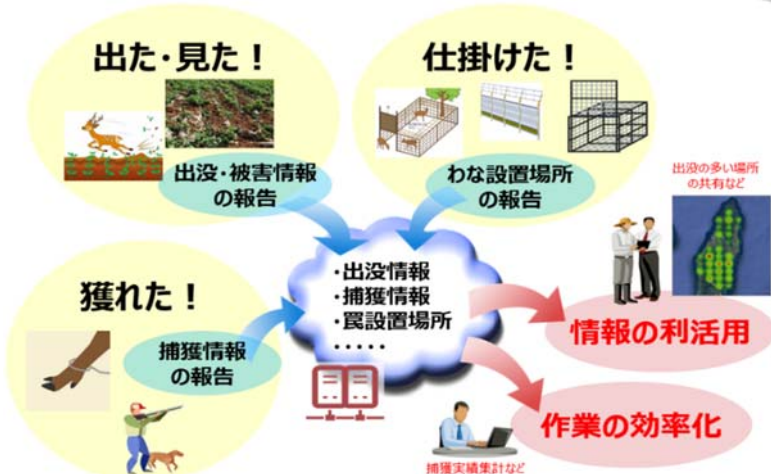 出た・見た！
出没・被害情報
の報告
仕掛けた！
わな設置場所
の報告
出没の多い場所
の共有など
獲れた！
捕獲情報
の報告
・出没情報
・捕獲情報
・罠設置場所
・・・・・
情報の利活用
作業の効率化
捕獲実績集計など